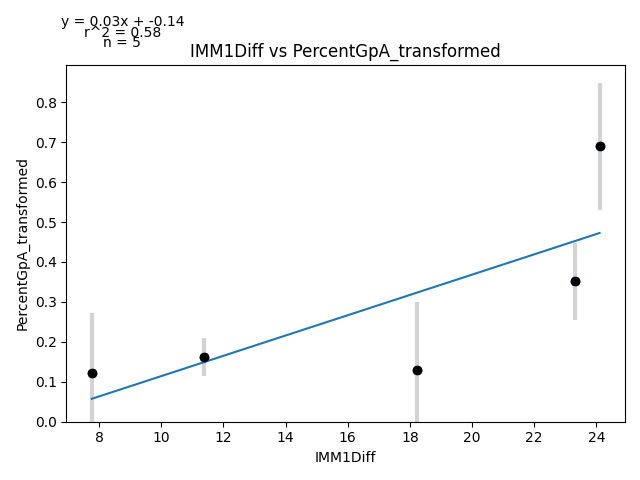 y = 0.03x + -0.14
r^2 = 0.58
n = 5
IMM1Diff vs PercentGpA_transformed
PercentGpA_transformed
0.8
0.7
0.6
0.5
0.4
0.3
0.2
0.1
0.0
8 10 12 14 16 18 20 22 24
IMM1Diff